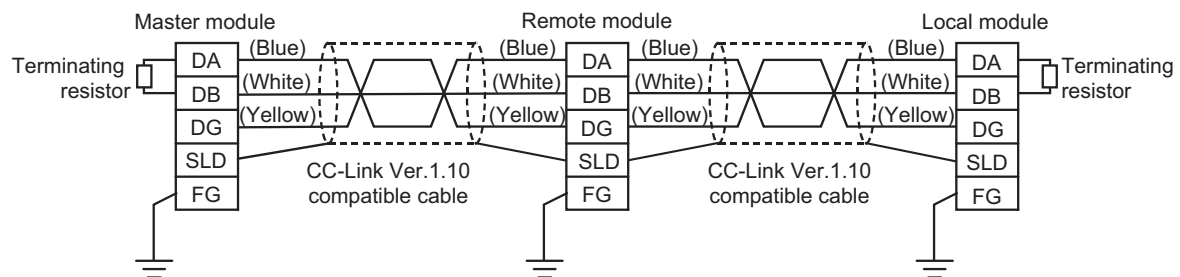 Master module
Remote module
Local module
Terminating
resistor
DA
DB
DG
SLD
FG
(Blue)
(White)
(Yellow)
CC-Link Ver.1.10
compatible cable
(Blue)
(White)
(Yellow)
DA
DB
DG
SLD
FG
(Blue)
(White)
(Yellow)
CC-Link Ver.1.10
compatible cable
(Blue)
(White)
(Yellow)
DA
DB
DG
SLD
FG
Terminating
resistor